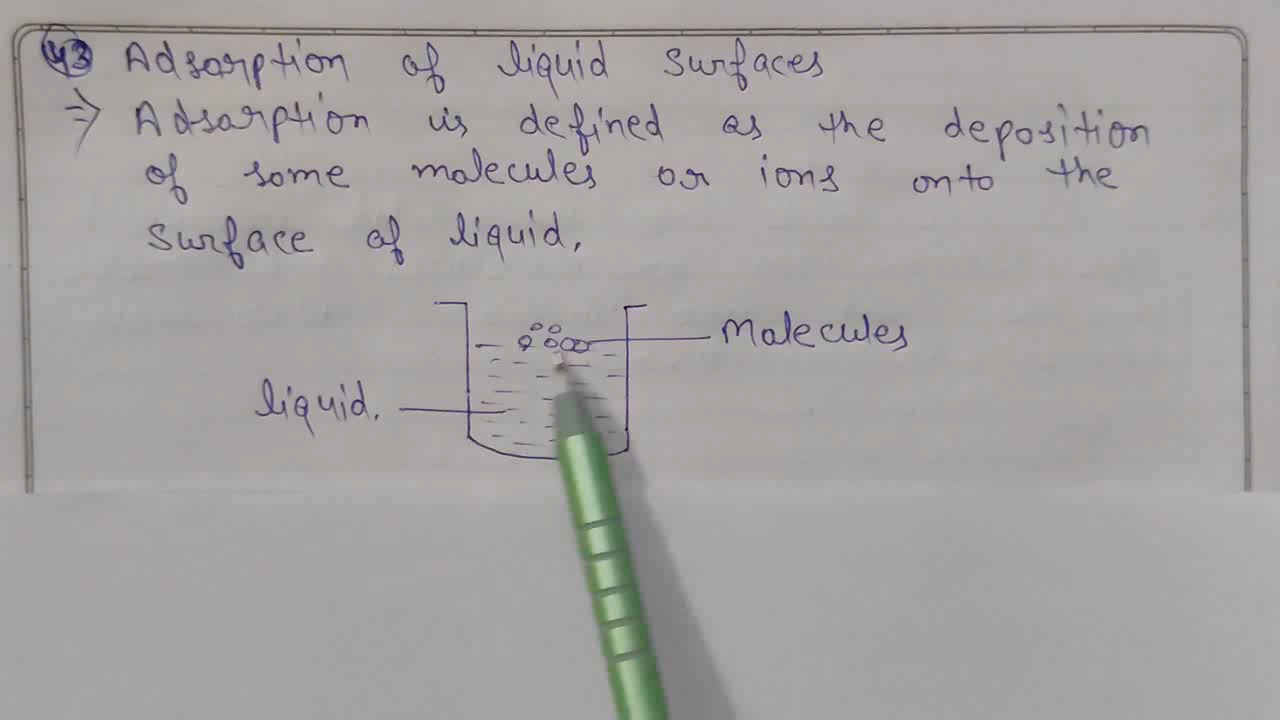 43 Adsorption of liquid surfaces
⇒ Adsorption is defined as the deposition
of some molecules or ions onto the
surface of liquid.
Molecules
liquid.